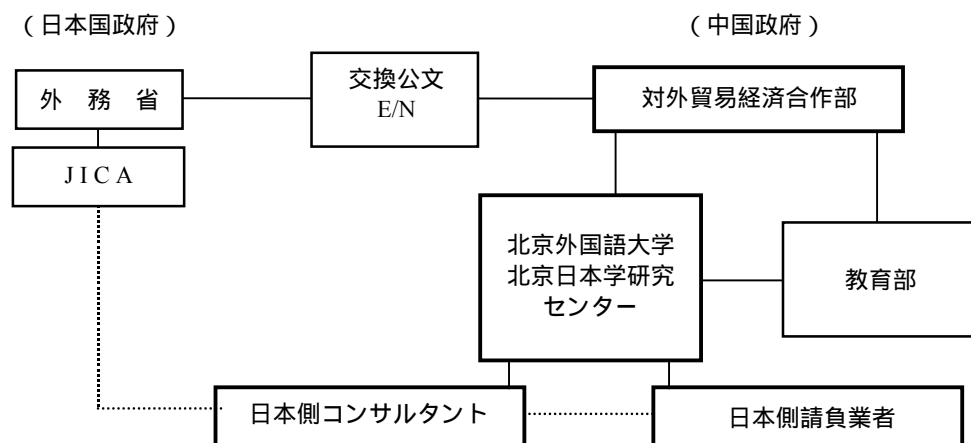 （日本国政府）
（中国政府）
外　務　省
交換公文
E/N
対外貿易経済合作部
J I C A
北京外国語大学
北京日本学研究
センター
教育部
日本側コンサルタント
日本側請負業者